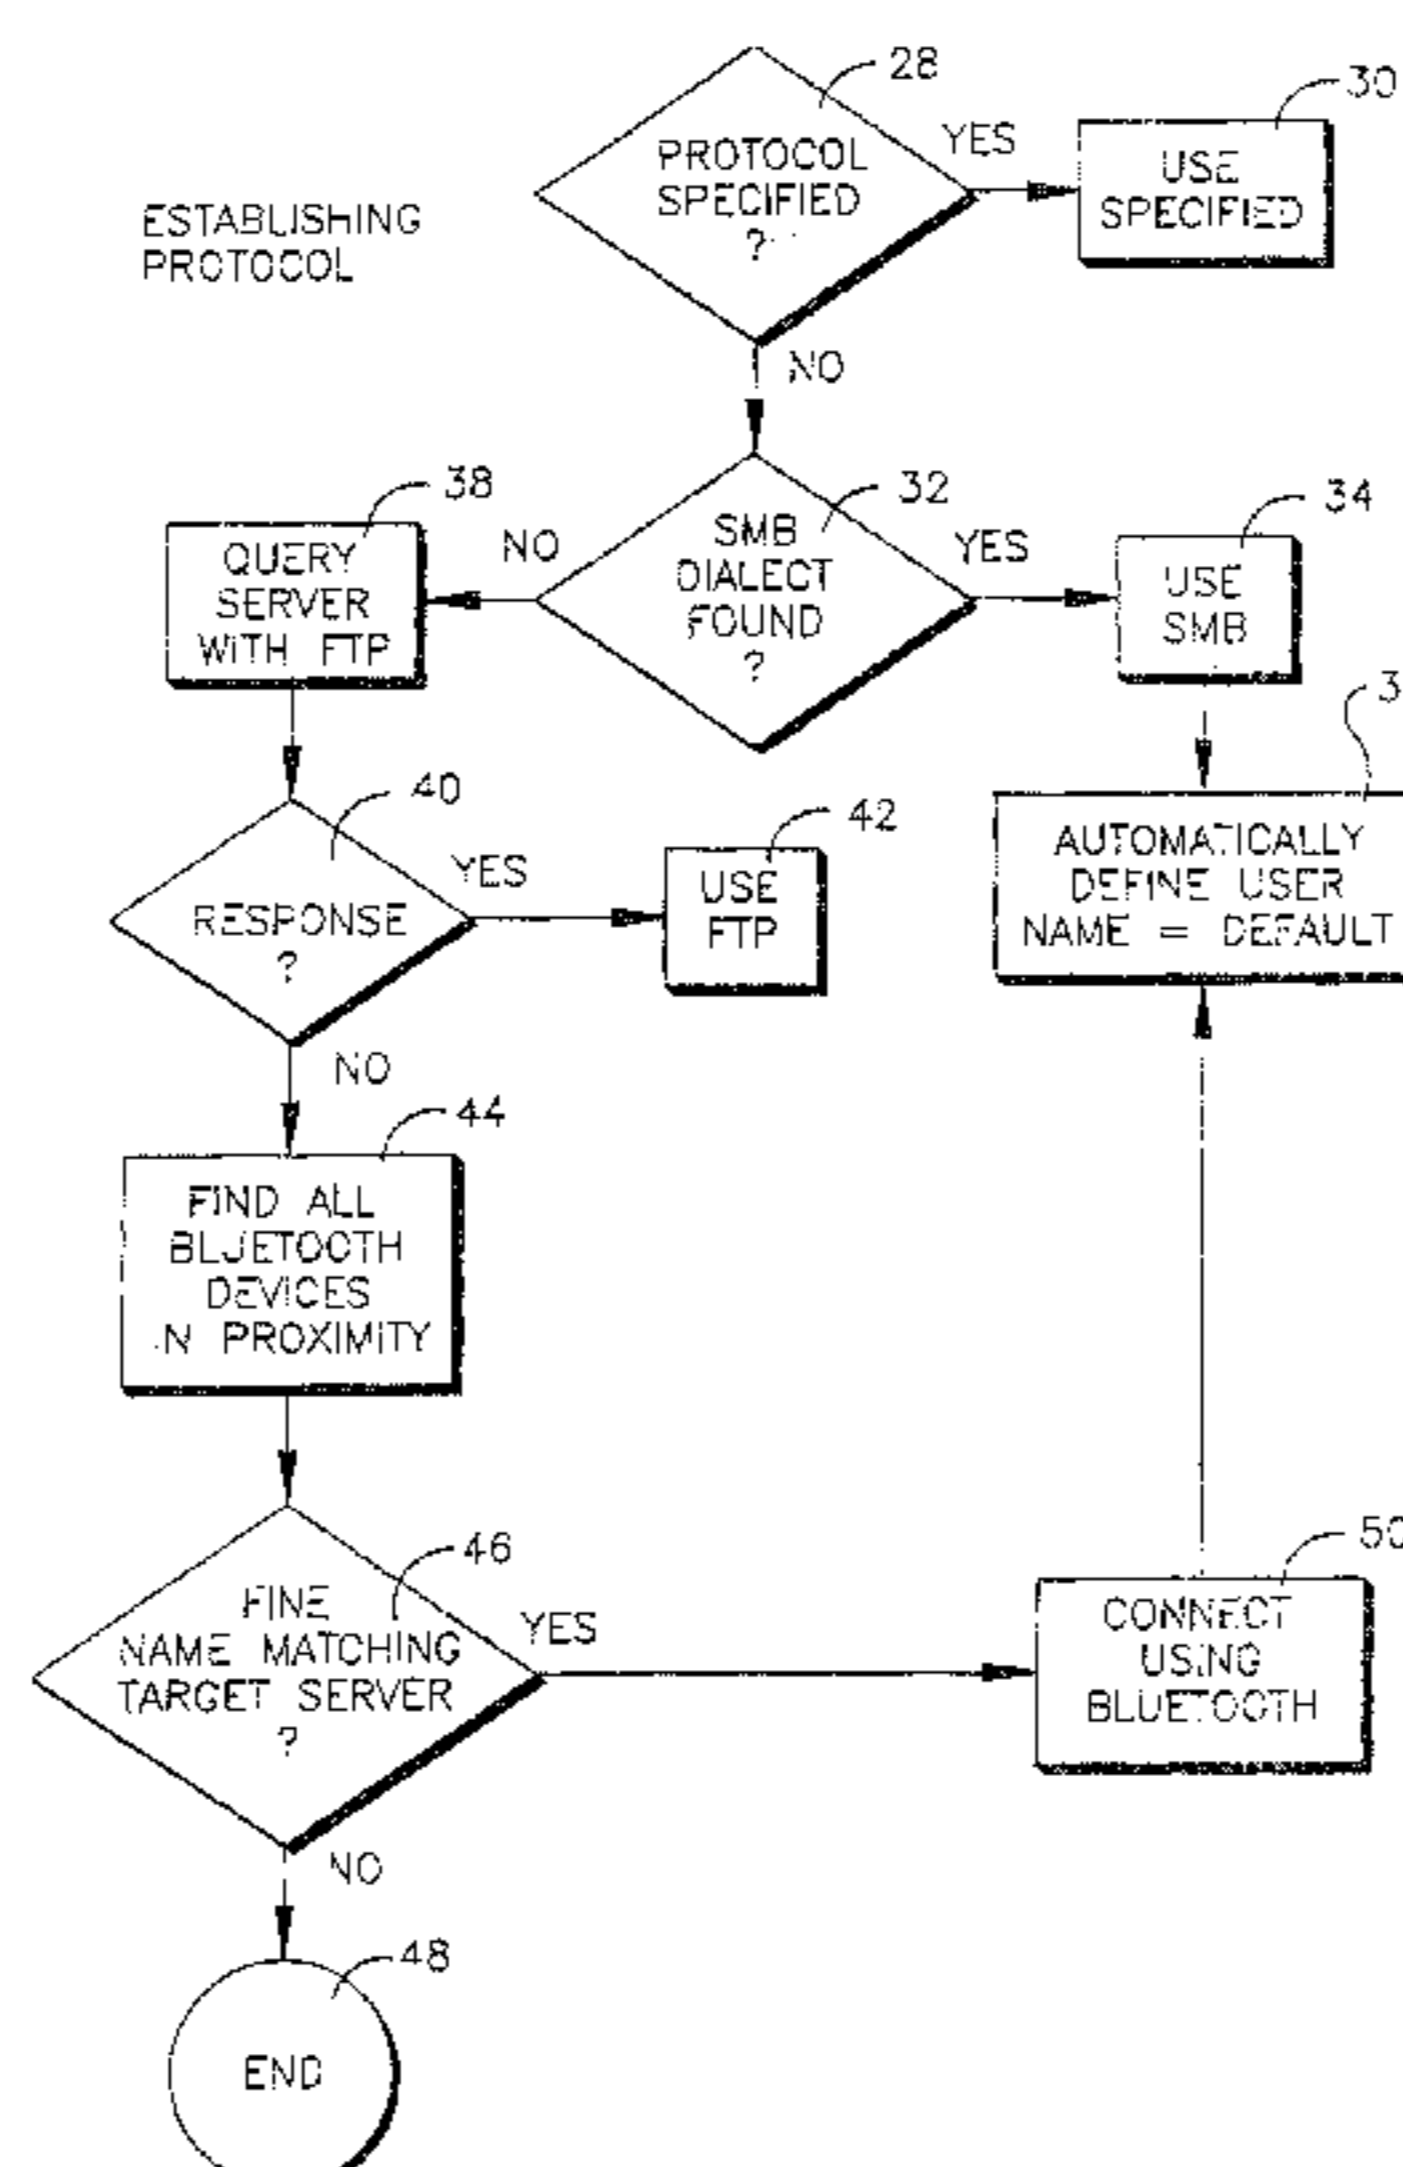 28
30
PROTOCOL
SPECIFIED
?
YES
USE
SPECIFIED
ESTABLISHING
PROTOCOL
NO
38
32
34
QUERY
SERVER
WITH FTP
NO
SMB
DIALECT
FOUND
?
YES
USE
SMB
40
42
3
RESPONSE
?
YES
USE
FTP
AUTOMATICALLY
DEFINE USER
NAME = DEFAULT
NO
44
FIND ALL
BLUETOOTH
DEVICES
IN PROXIMITY
46
50
FINE
NAME MATCHING
TARGET SERVER
?
YES
CONNECT
USING
BLUETOOTH
NO
48
END